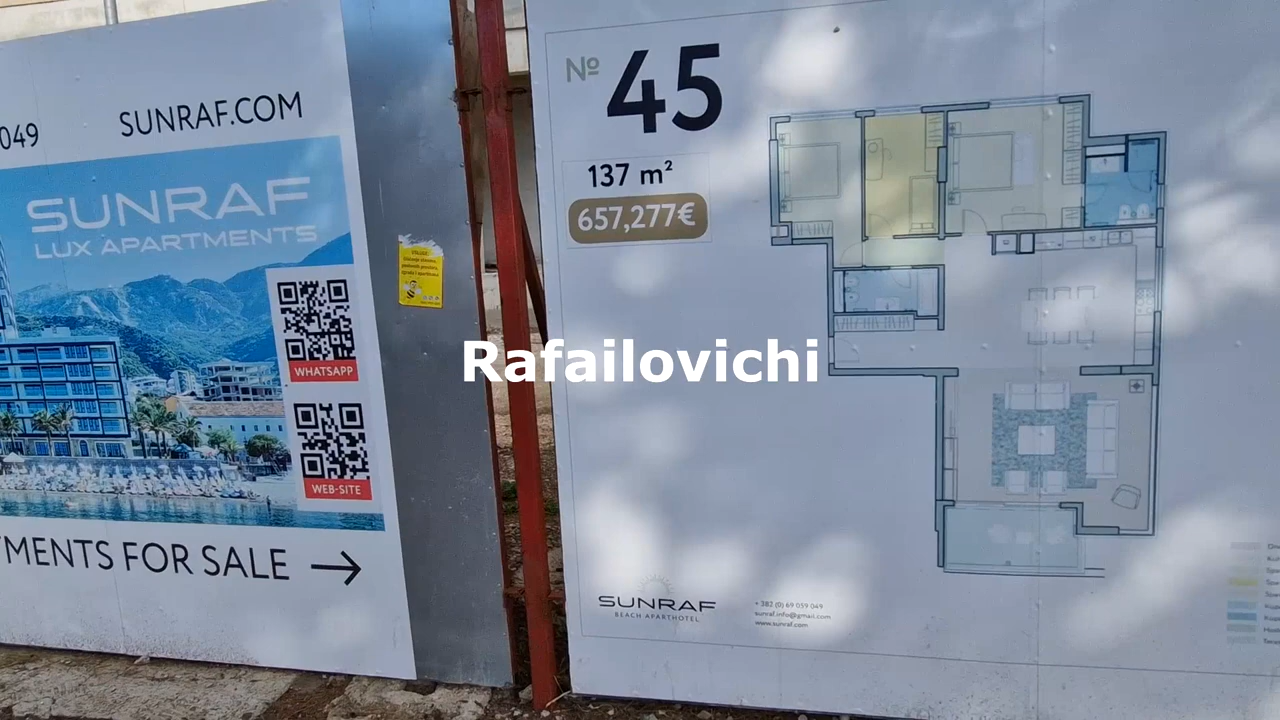 049
SUNRAF.COM
SUNRAF
LUX APARTMENTS
WHATSAPP
WEB-SITE
TMENTS FOR SALE →
Rafailovichi
Nº 45
137 m²
657,277€
SUNRAF
BEACH APARTHOTEL
+ 382 (0) 69 059 049
sunraf.info@gmail.com
www.sunraf.com